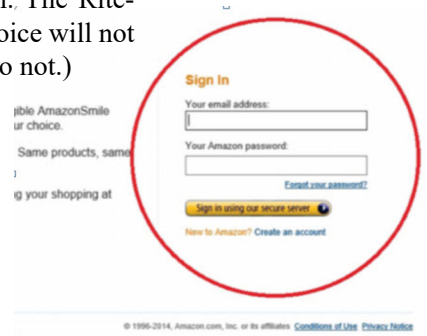 The Rite-
oice will not
o not.)
Sign In
Your email address:
gible AmazonSmile
ur choice.
Your Amazon password:
Same products, same
Forgot your password?
ng your shopping at
Sign in using our secure server
New to Amazon? Create an account
© 1996-2014, Amazon.com, Inc. or its affiliates Conditions of Use Privacy Notice